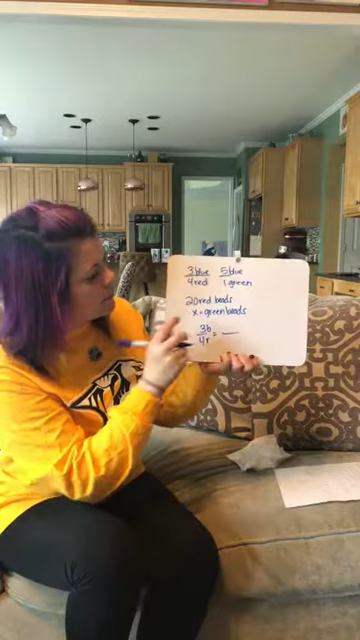 3 blue 5 blue
4 red 1 green
20 red beads
x = green beads
3b = 
4r